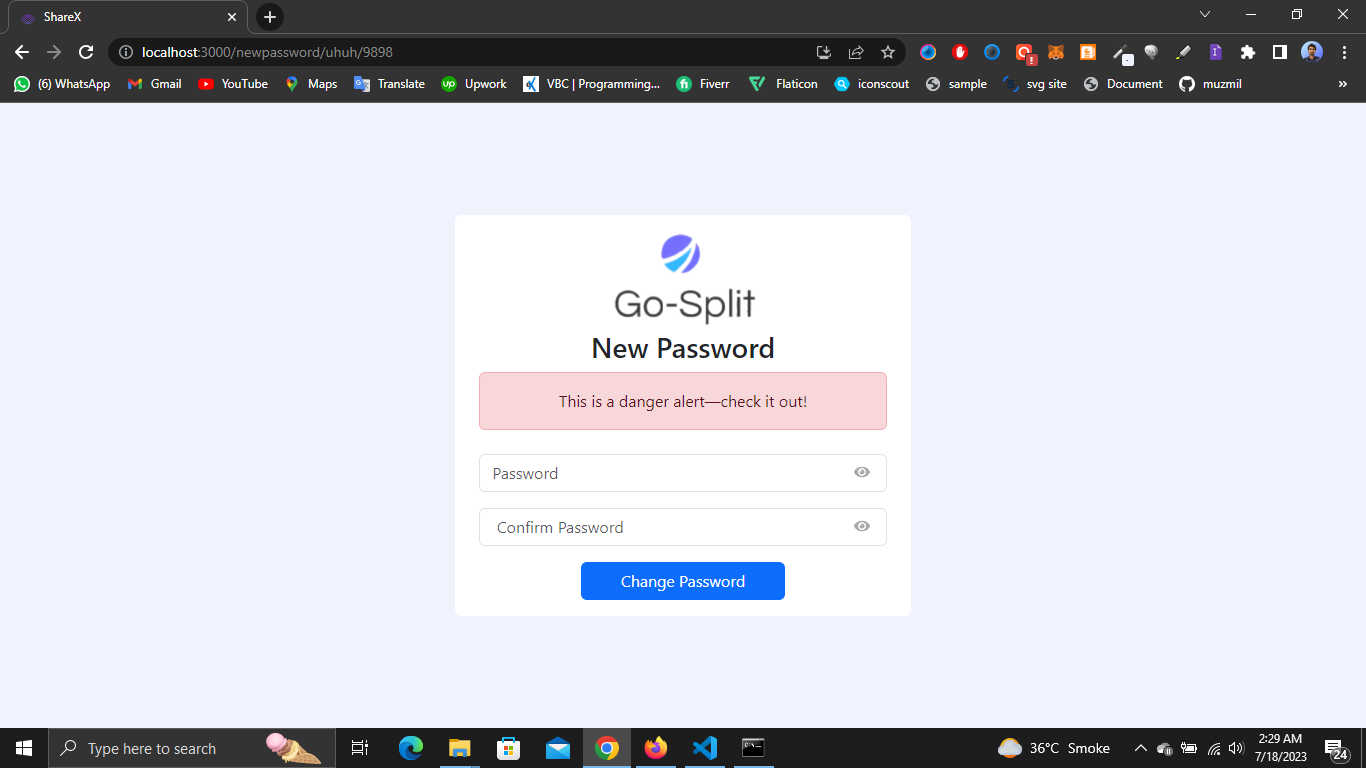 ShareX
localhost:3000/newpassword/uhuh/9898
(6) WhatsApp
Gmail
YouTube
Maps
Translate
Upwork
VBC | Programming...
Fiverr
Flaticon
iconscout
sample
svg site
Document
muzmil
»
Go-Split
New Password
This is a danger alert—check it out!
Password
Confirm Password
Change Password
Type here to search
36°C Smoke
2:29 AM
7/18/2023
24